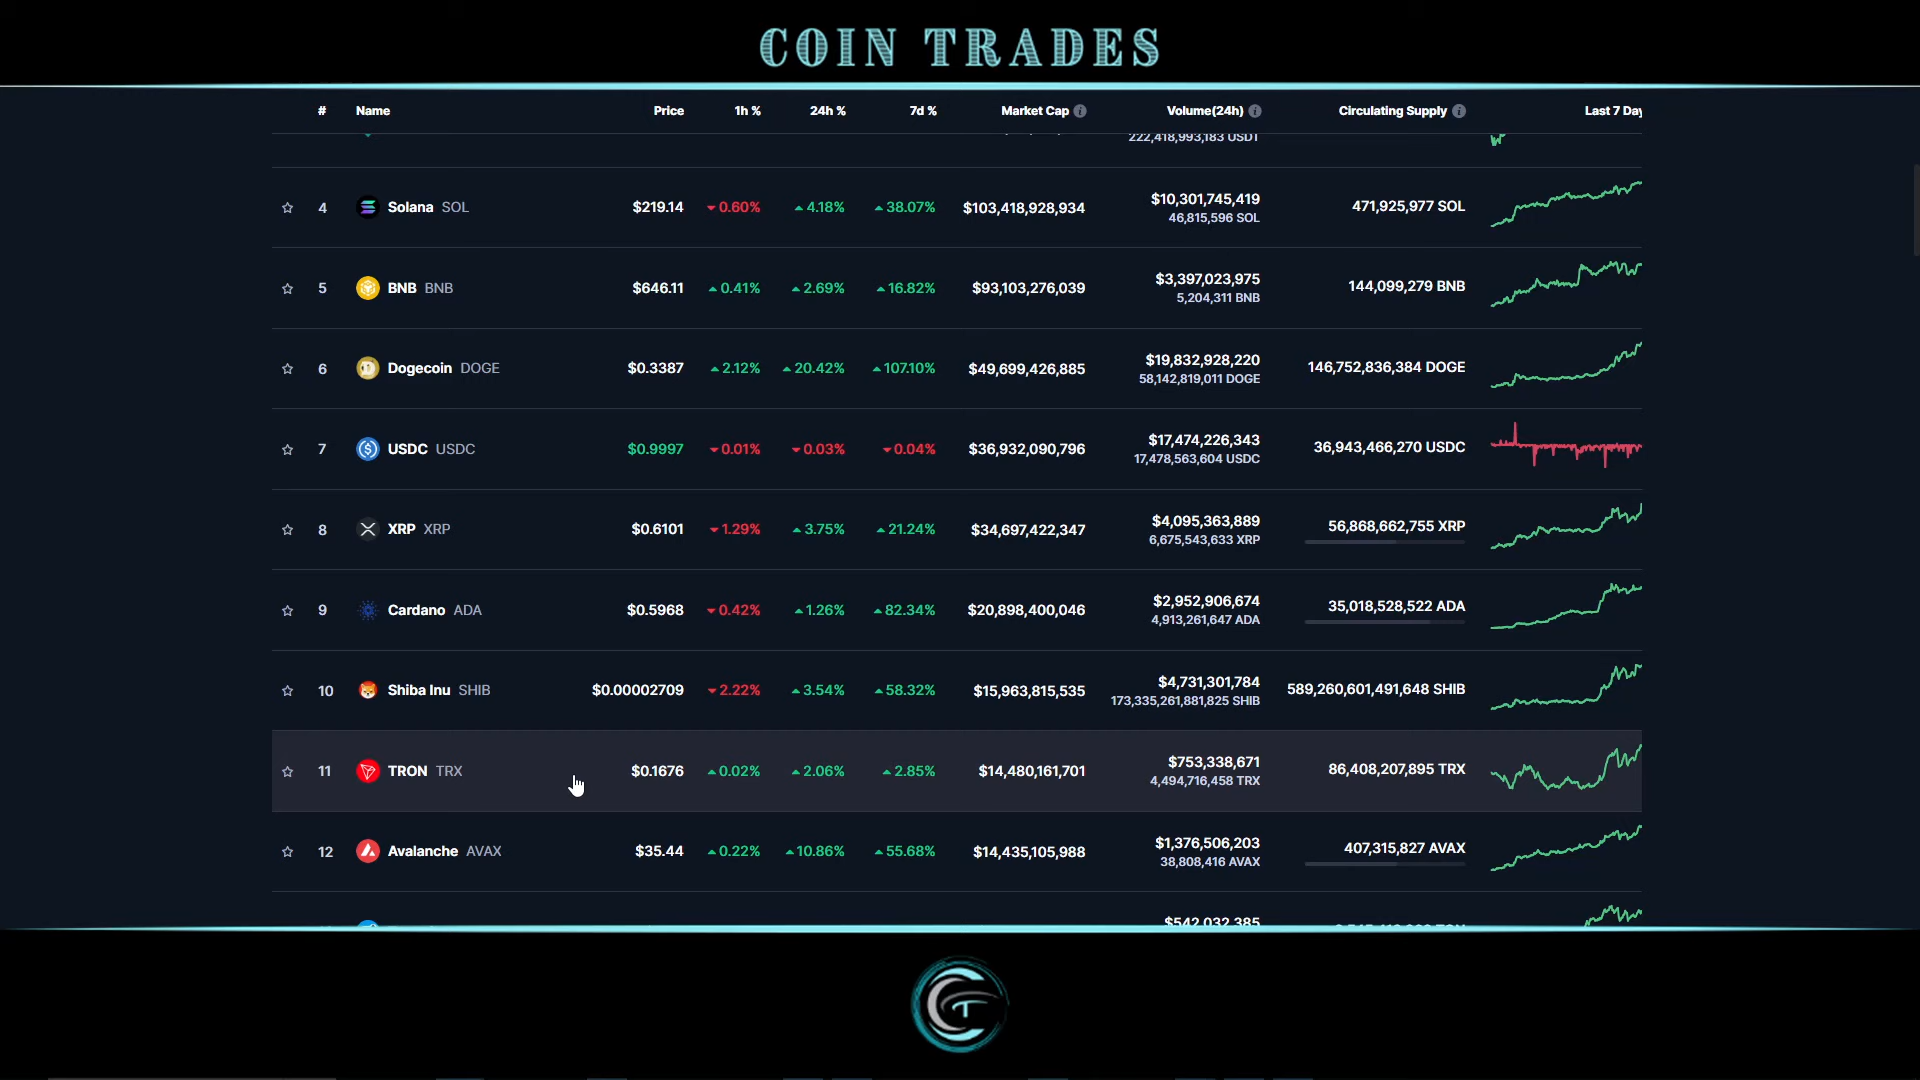 COIN TRADES
# Name Price 1h % 24h % 7d % Market Cap Volume(24h) Circulating Supply Last 7 Day
222,418,993,183 USDT
4 Solana SOL $219.14 0.60% 4.18% 38.07% $103,418,928,934 $10,301,745,419 471,925,977 SOL
46,815,596 SOL
5 BNB BNB $646.11 0.41% 2.69% 16.82% $93,103,276,039 $3,397,023,975 144,099,279 BNB
5,204,311 BNB
6 Dogecoin DOGE $0.3387 2.12% 20.42% 107.10% $49,699,426,885 $19,832,928,220 146,752,836,384 DOGE
58,142,819,011 DOGE
7 USDC USDC $0.9997 0.01% 0.03% 0.04% $36,932,090,796 $17,474,226,343 36,943,466,270 USDC
17,478,563,604 USDC
8 XRP XRP $0.6101 1.29% 3.75% 21.24% $34,697,422,347 $4,095,363,889 56,868,662,755 XRP
6,675,543,633 XRP
9 Cardano ADA $0.5968 0.42% 1.26% 82.34% $20,898,400,046 $2,952,906,674 35,018,528,522 ADA
4,913,261,647 ADA
10 Shiba Inu SHIB $0.00002709 2.22% 3.54% 58.32% $15,963,815,535 $4,731,301,784 589,260,601,491,648 SHIB
173,335,261,881,825 SHIB
11 TRON TRX $0.1676 0.02% 2.06% 2.85% $14,480,161,701 $753,338,671 86,408,207,895 TRX
4,494,716,458 TRX
12 Avalanche AVAX $35.44 0.22% 10.86% 55.68% $14,435,105,988 $1,376,506,203 407,315,827 AVAX
38,808,416 AVAX
$542,032,385